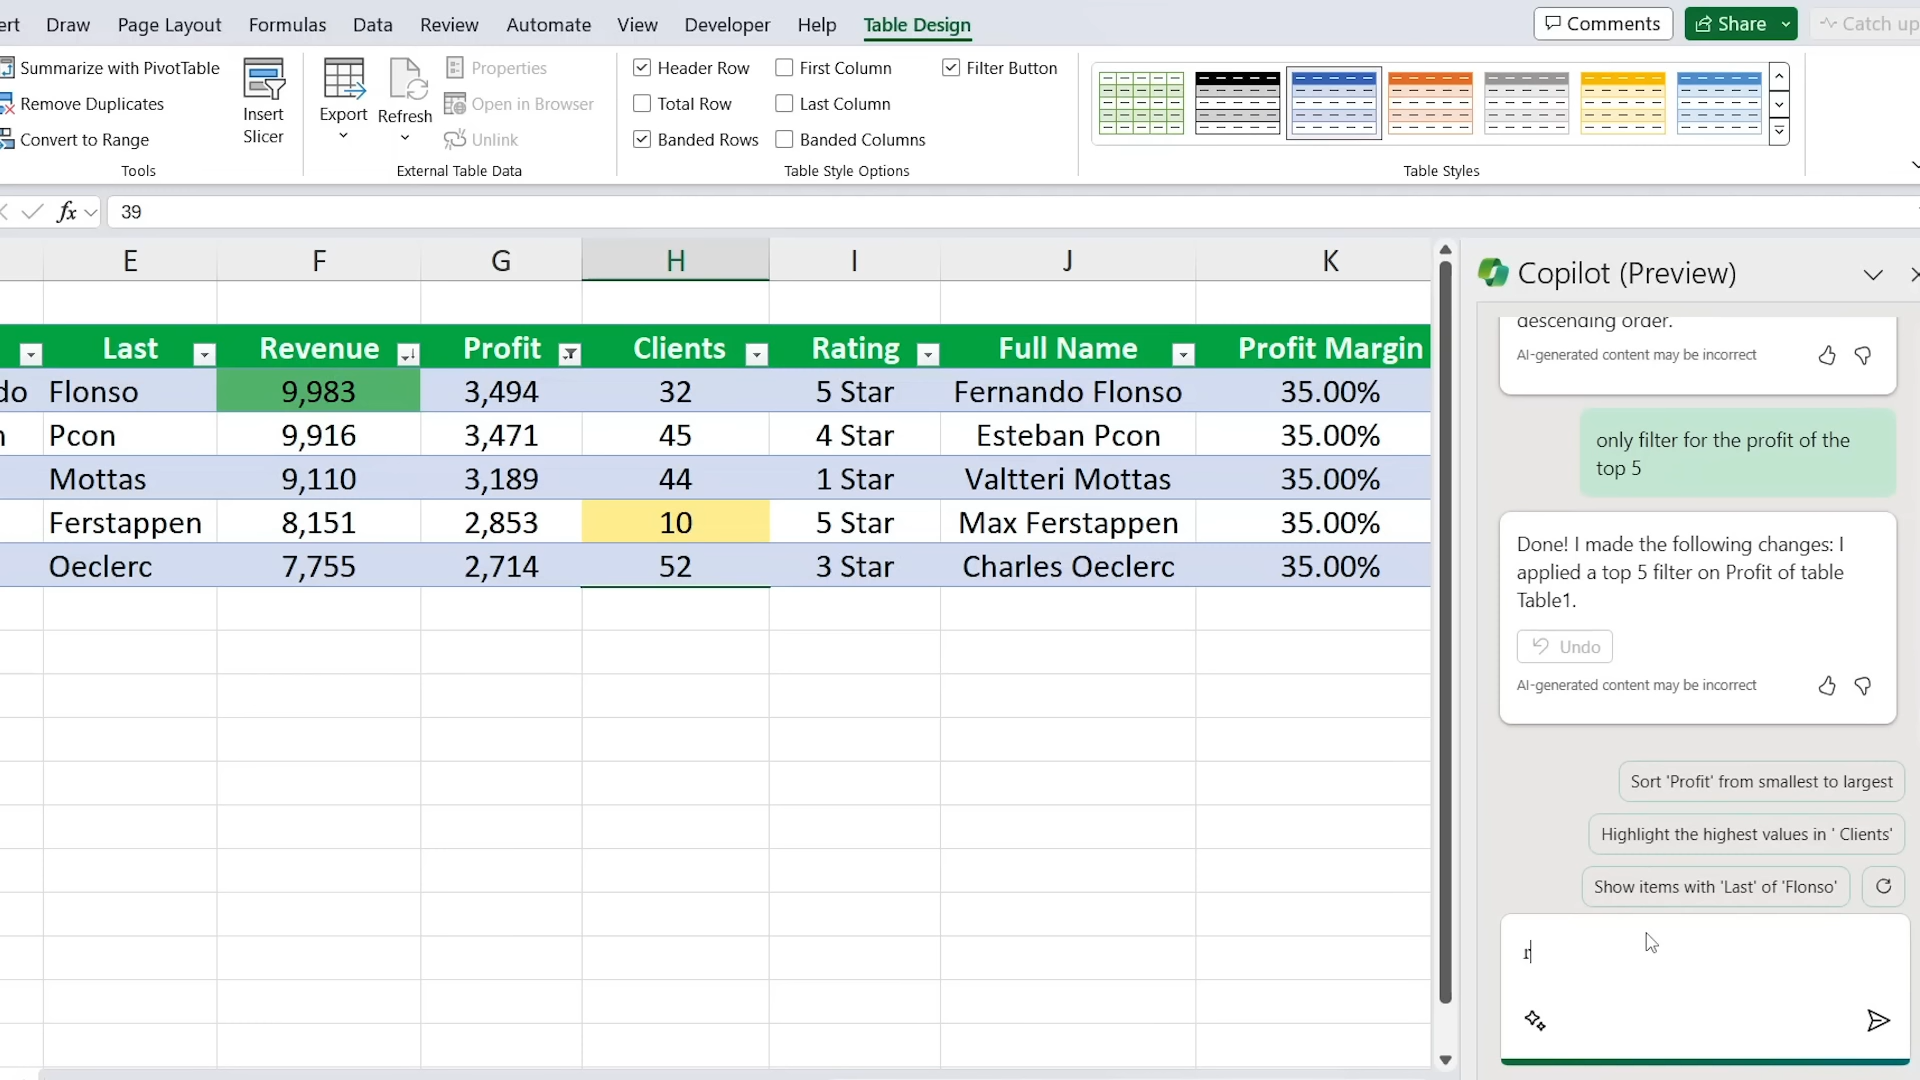 ert Draw Page Layout Formulas Data Review Automate View Developer Help Table Design Comments Share Catch up
Summarize with PivotTable
Remove Duplicates
Convert to Range
Tools
Insert
Slicer
Export Refresh
Properties
Open in Browser
Unlink
External Table Data
Header Row First Column Filter Button
Total Row Last Column
Banded Rows Banded Columns
Table Style Options
Table Styles
fx 39
E F G H I J K
Last Revenue Profit Clients Rating Full Name Profit Margin
do Flonso 9,983 3,494 32 5 Star Fernando Flonso 35.00%
n Pcon 9,916 3,471 45 4 Star Esteban Pcon 35.00%
Mottas 9,110 3,189 44 1 Star Valtteri Mottas 35.00%
Ferstappen 8,151 2,853 10 5 Star Max Ferstappen 35.00%
Oeclerc 7,755 2,714 52 3 Star Charles Oeclerc 35.00%
Copilot (Preview)
descending order.
AI-generated content may be incorrect
only filter for the profit of the
top 5
Done! I made the following changes: I
applied a top 5 filter on Profit of table
Table1.
Undo
AI-generated content may be incorrect
Sort 'Profit' from smallest to largest
Highlight the highest values in ' Clients'
Show items with 'Last' of 'Flonso'
r